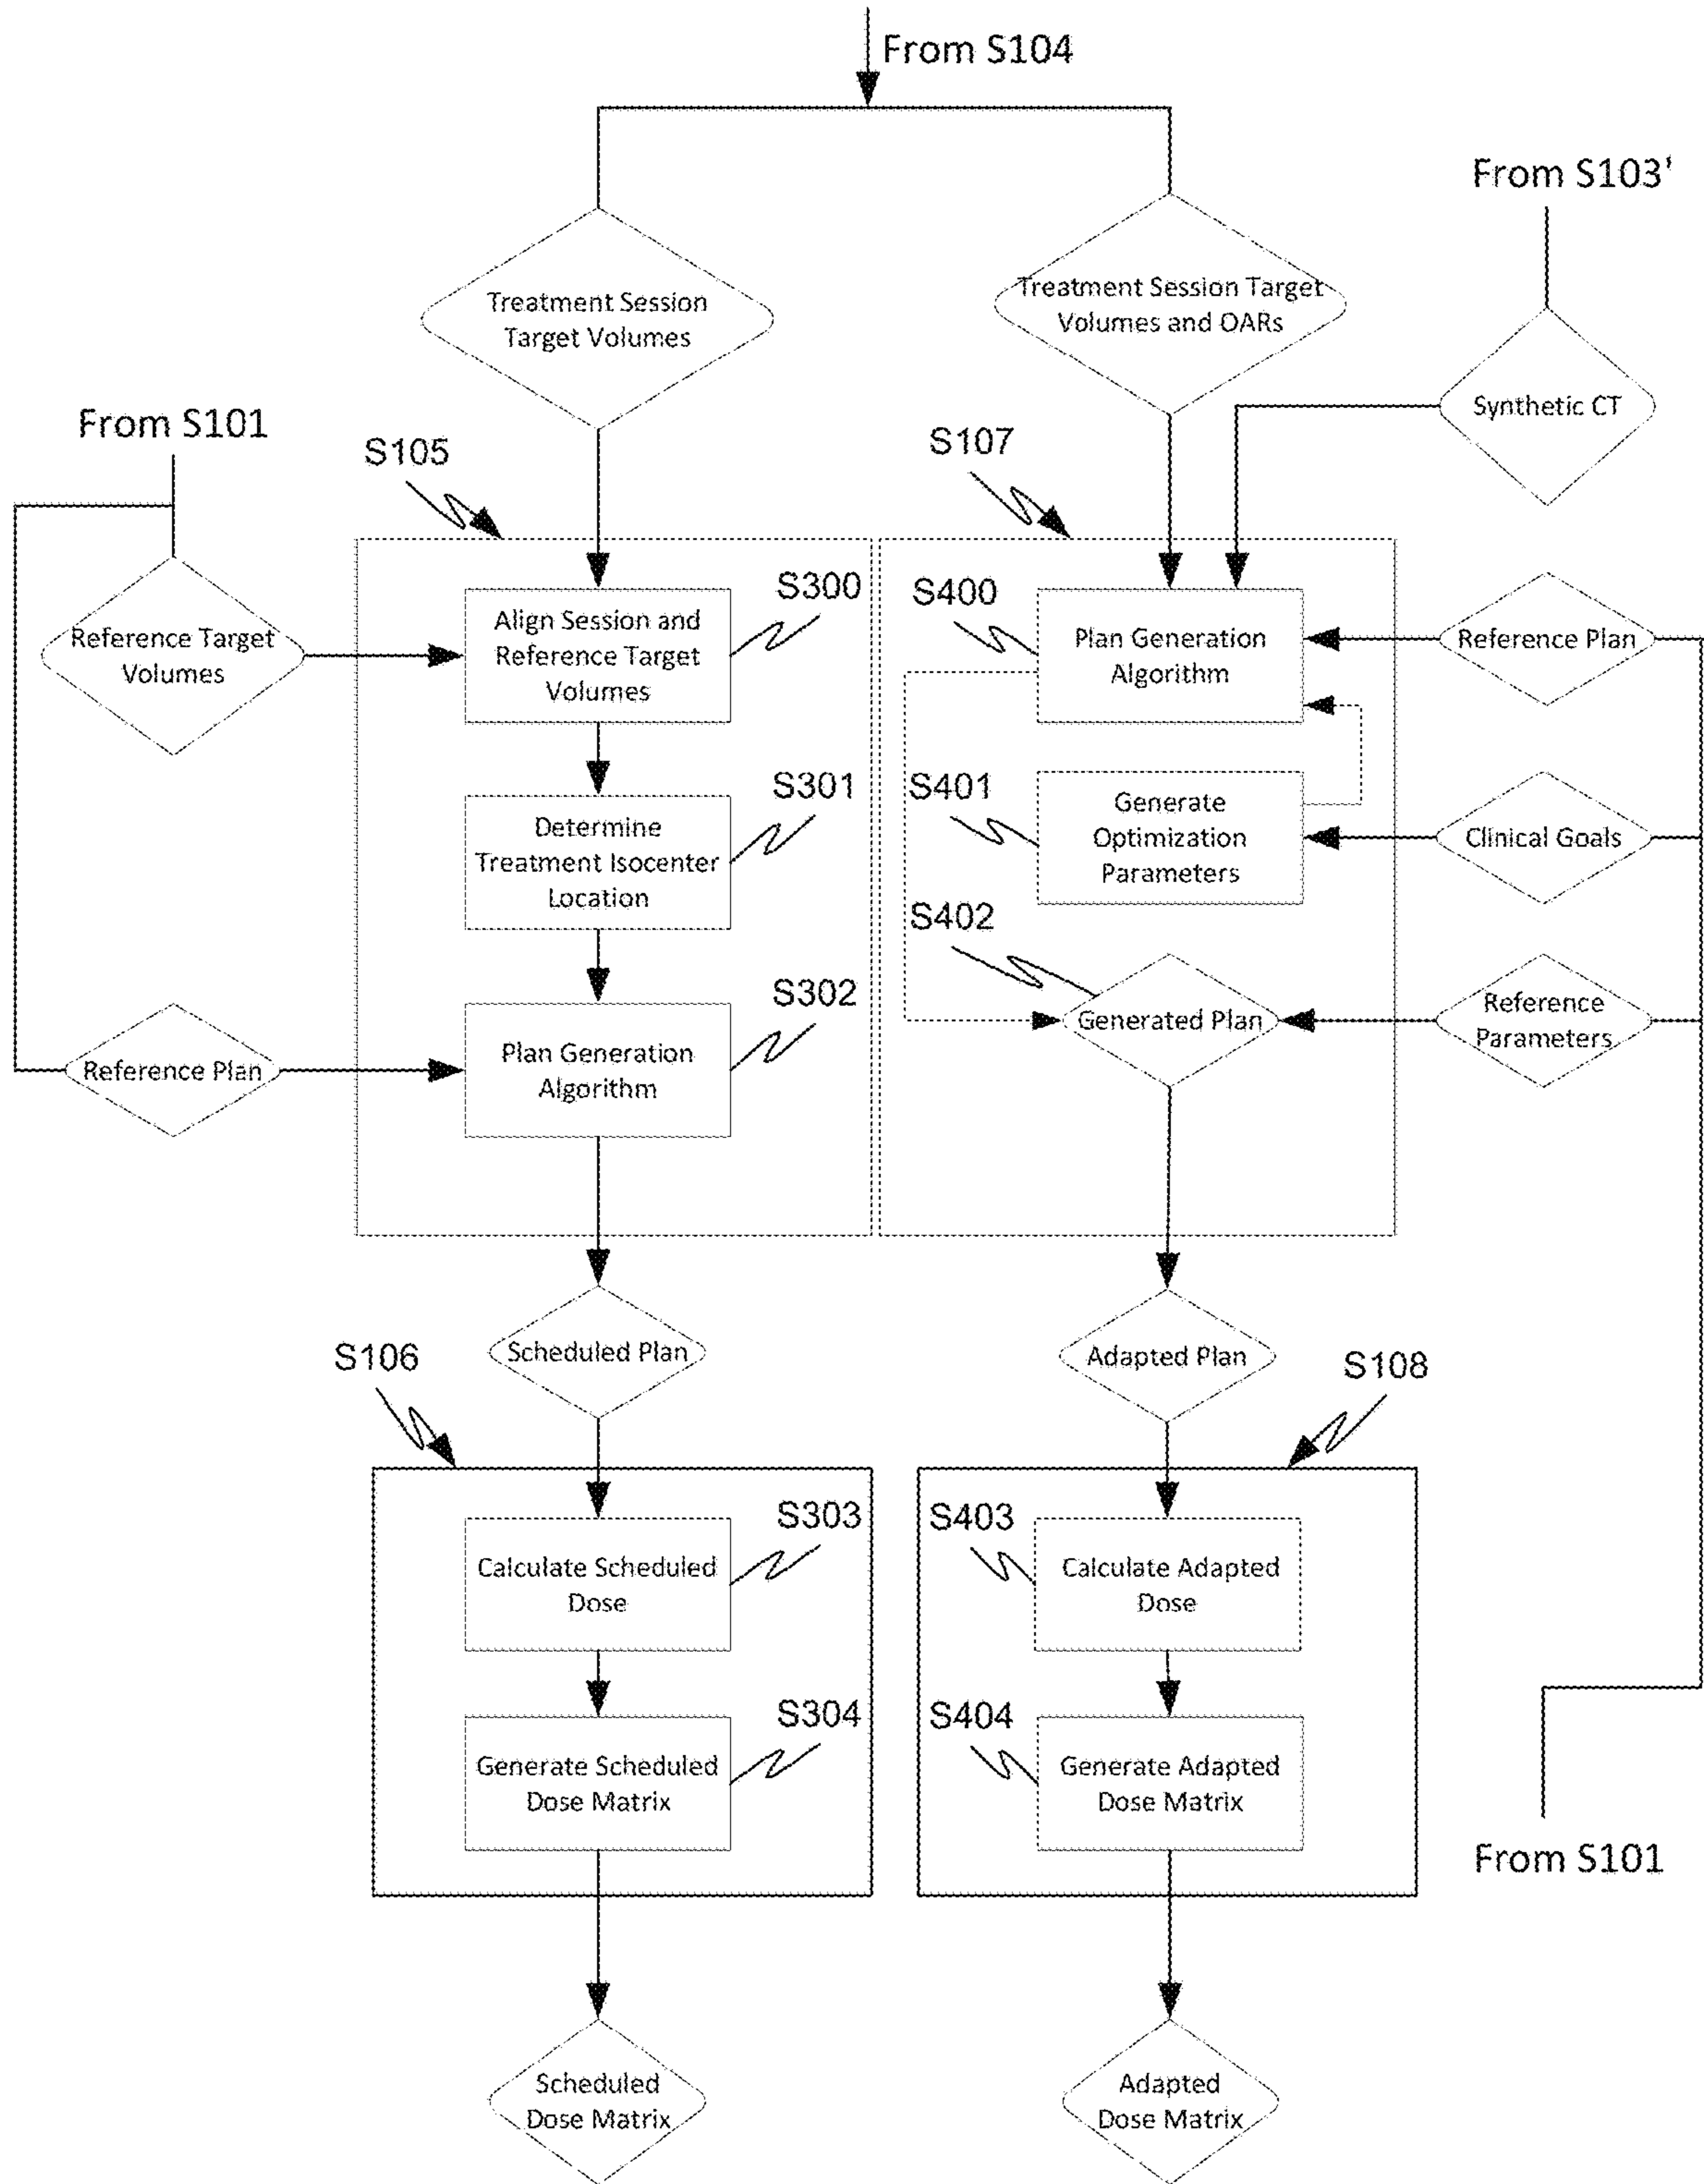 From S104
From S103'
Treatment Session
Target Volumes
Treatment Session Target
Volumes and OARs
Synthetic CT
From S101
S105
S107
Reference Target
Volumes
Align Session and
Reference Target
Volumes
S300
S400
Plan Generation
Algorithm
Reference Plan
Determine
Treatment Isocenter
Location
S301
S401
Generate
Optimization
Parameters
Clinical Goals
S402
Reference Plan
Plan Generation
Algorithm
S302
Generated Plan
Reference
Parameters
Scheduled Plan
Adapted Plan
S106
S108
Calculate Scheduled
Dose
S303
S403
Calculate Adapted
Dose
Generate Scheduled
Dose Matrix
S304
S404
Generate Adapted
Dose Matrix
From S101
Scheduled
Dose Matrix
Adapted
Dose Matrix